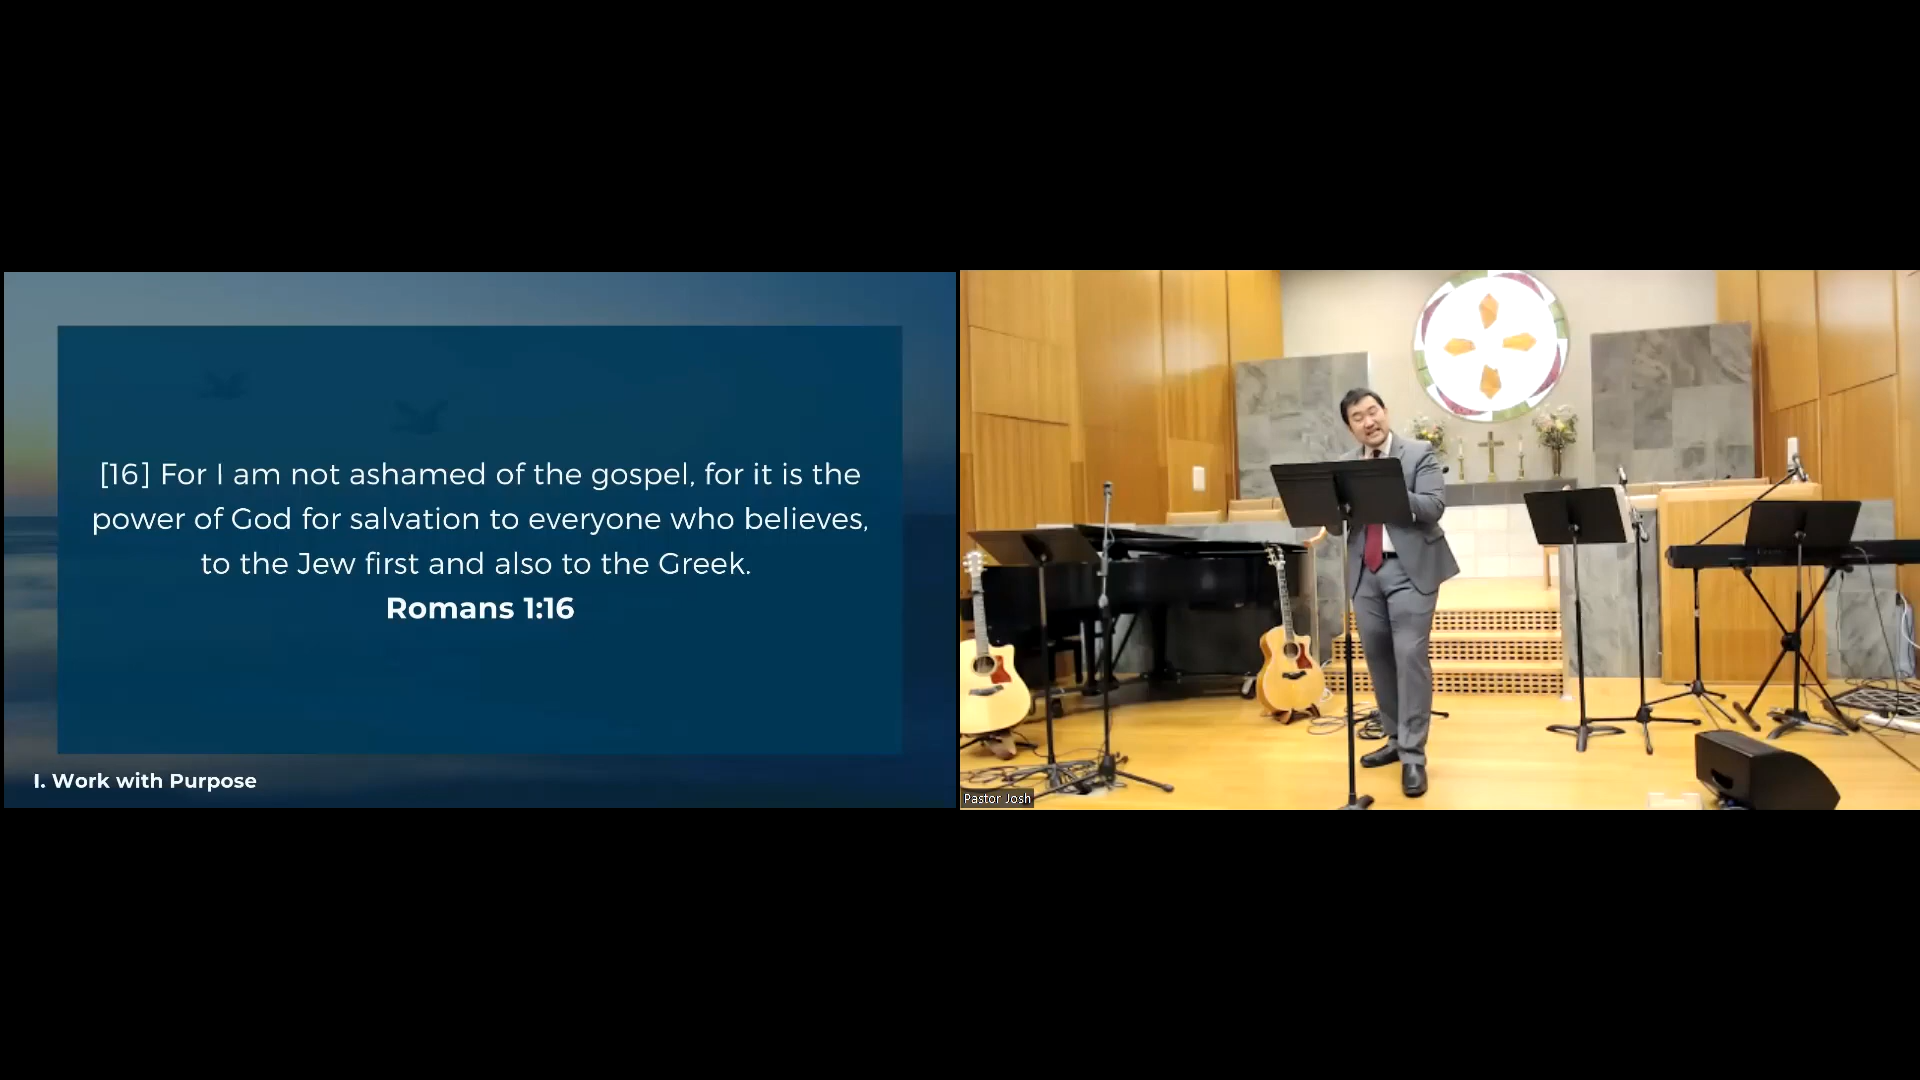 [16] For I am not ashamed of the gospel, for it is the
power of God for salvation to everyone who believes,
to the Jew first and also to the Greek.
Romans 1:16
I. Work with Purpose
Pastor Josh